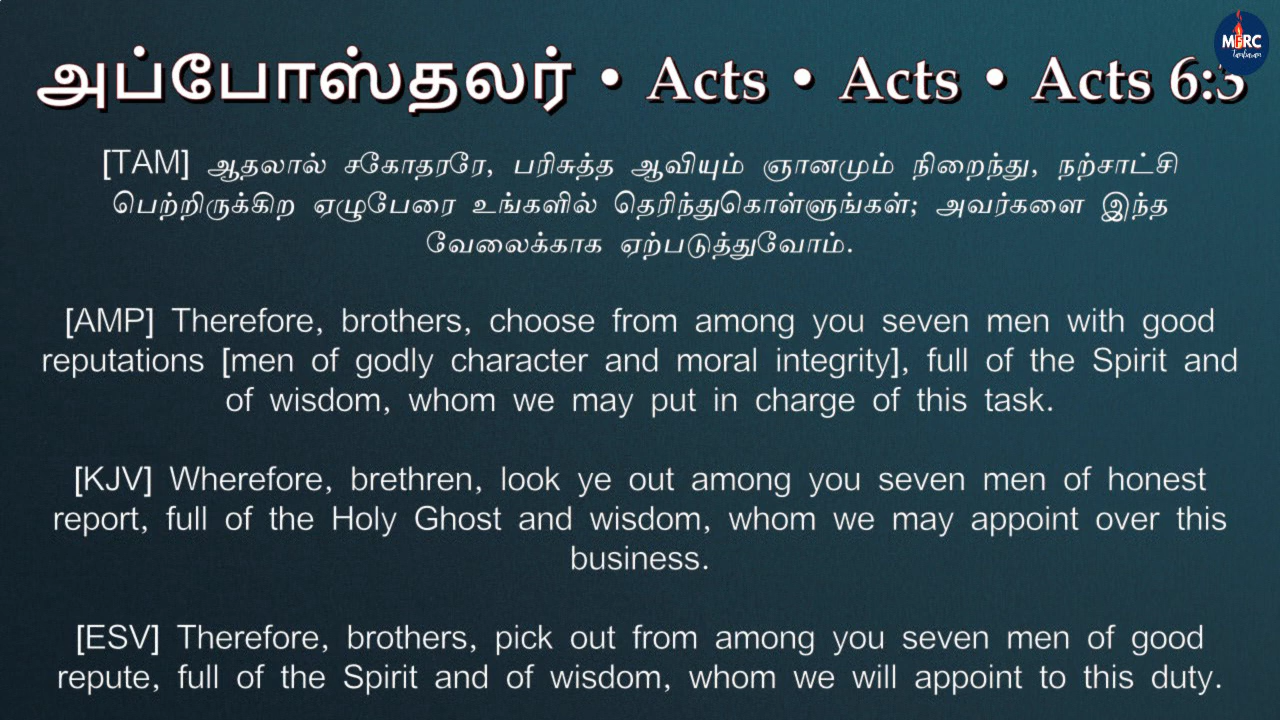 அப்போஸ்தலர் • Acts • Acts • Acts 6:3
MFRC
Tambaram
[TAM] ஆதலால் சகோதரரே, பரிசுத்த ஆவியும் ஞானமும் நிறைந்து, நற்சாட்சி
பெற்றிருக்கிற ஏழுபேரை உங்களில் தெரிந்துகொள்ளுங்கள்; அவர்களை இந்த
வேலைக்காக ஏற்படுத்துவோம்.
[AMP] Therefore, brothers, choose from among you seven men with good
reputations [men of godly character and moral integrity], full of the Spirit and
of wisdom, whom we may put in charge of this task.
[KJV] Wherefore, brethren, look ye out among you seven men of honest
report, full of the Holy Ghost and wisdom, whom we may appoint over this
business.
[ESV] Therefore, brothers, pick out from among you seven men of good
repute, full of the Spirit and of wisdom, whom we will appoint to this duty.